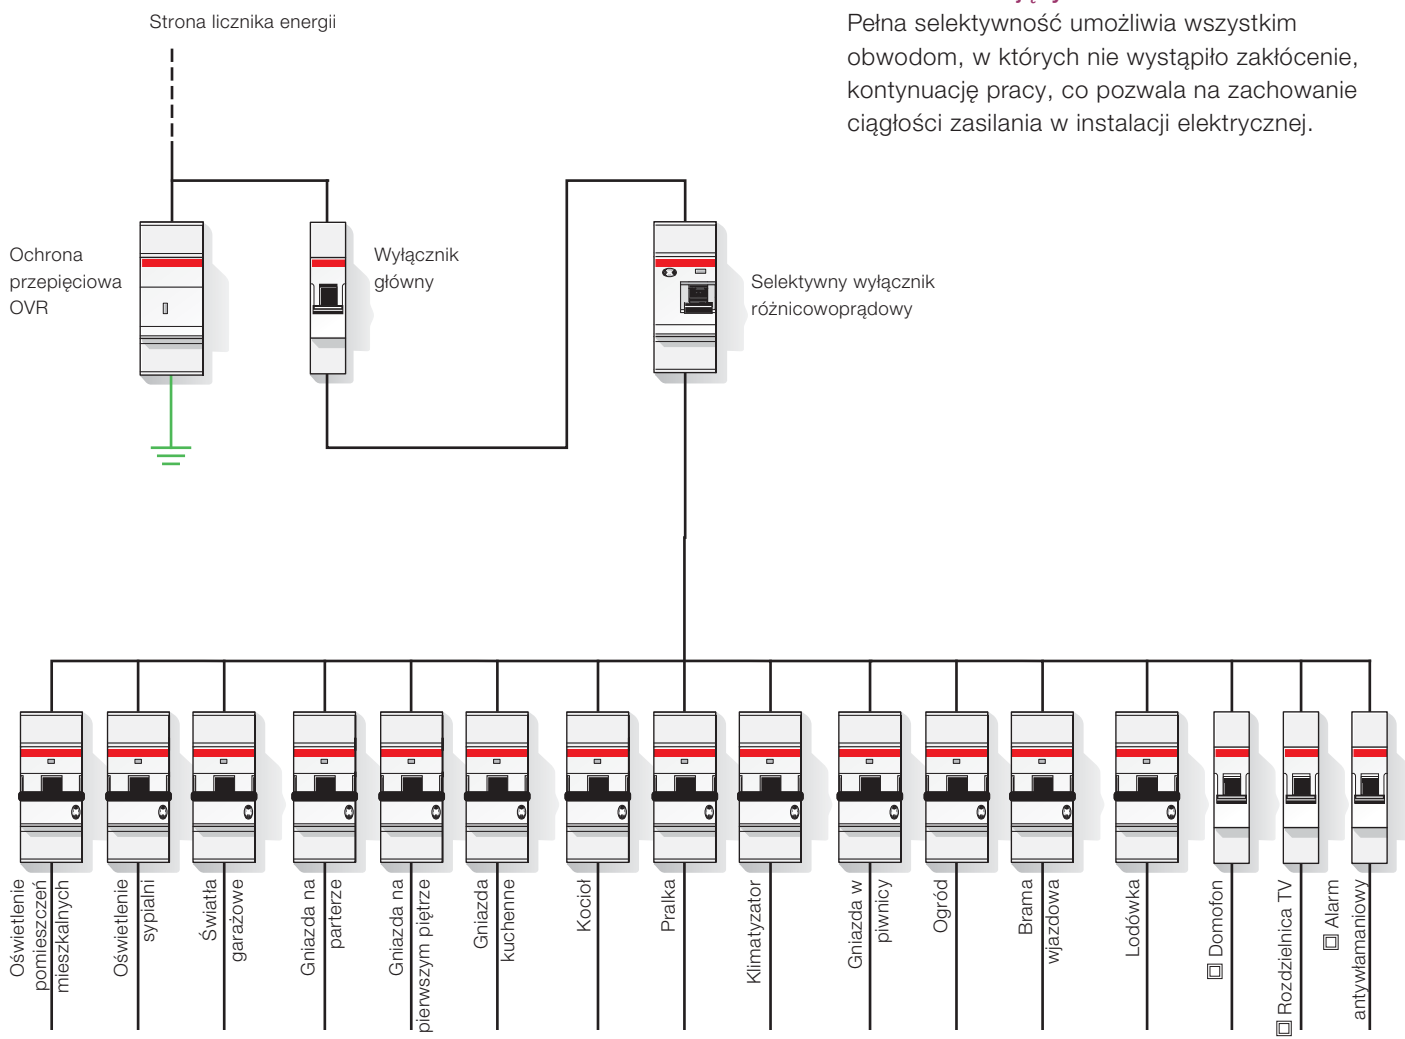 Strona licznika energii
Pełna selektywność umożliwia wszystkim
obwodom, w których nie wystąpiło zakłócenie,
kontynuację pracy, co pozwala na zachowanie
ciągłości zasilania w instalacji elektrycznej.
Ochrona
przepięciowa
OVR
Wyłącznik
główny
Selektywny wyłącznik
różnicowoprądowy
Oświetlenie
pomieszczeń
mieszkalnych
Oświetlenie
sypialni
Światła
garażowe
Gniazda na
parterze
Gniazda na
pierwszym piętrze
Gniazda
kuchenne
Kocioł
Pralka
Klimatyzator
Gniazda w
piwnicy
Ogród
Brama
wjazdowa
Lodówka
Domofon
Rozdzielnica TV
Alarm
antywłamaniowy